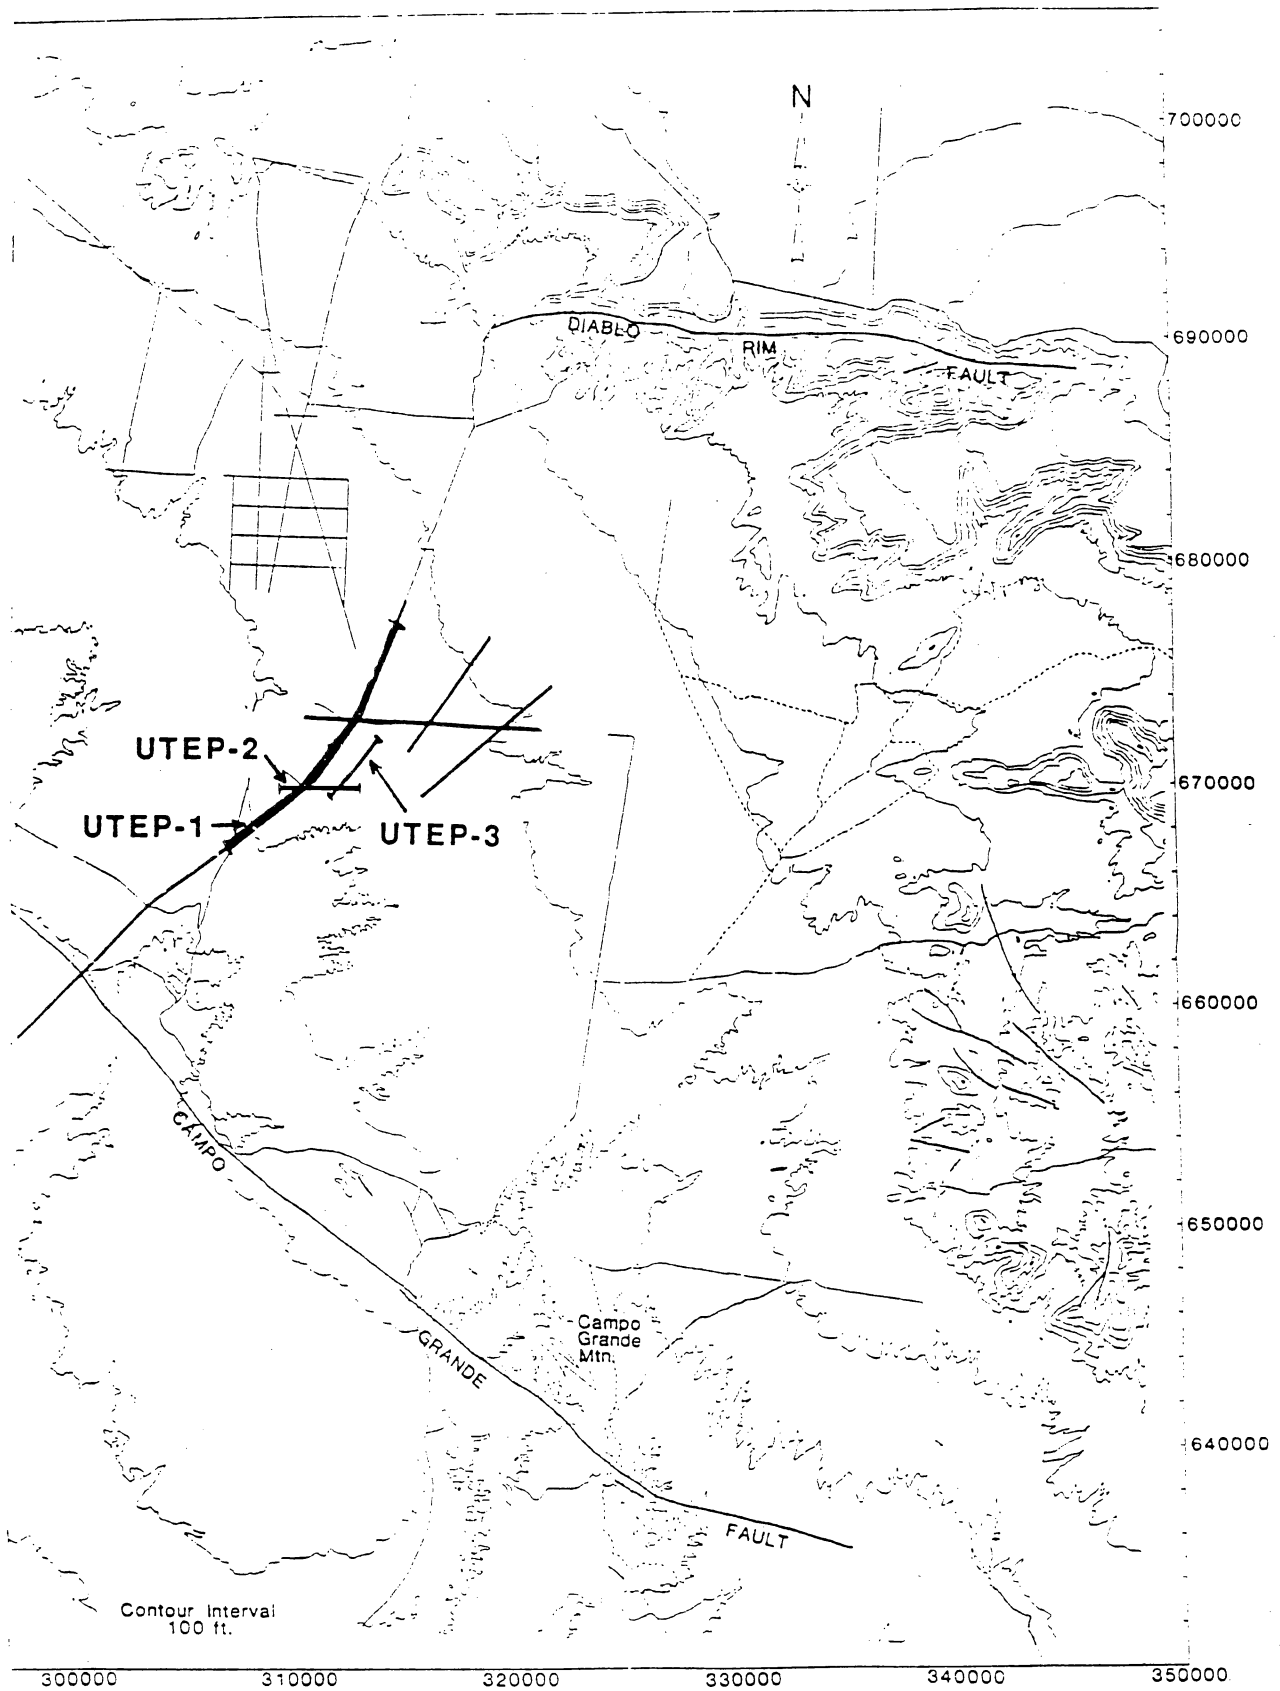 N
700000
DIABLO
RIM
FAULT
690000
680000
UTEP-2
670000
UTEP-1
UTEP-3
660000
CAMPO
650000
Campo
Grande
Mtn.
GRANDE
640000
FAULT
Contour Interval
100 ft.
300000
310000
320000
330000
340000
350000